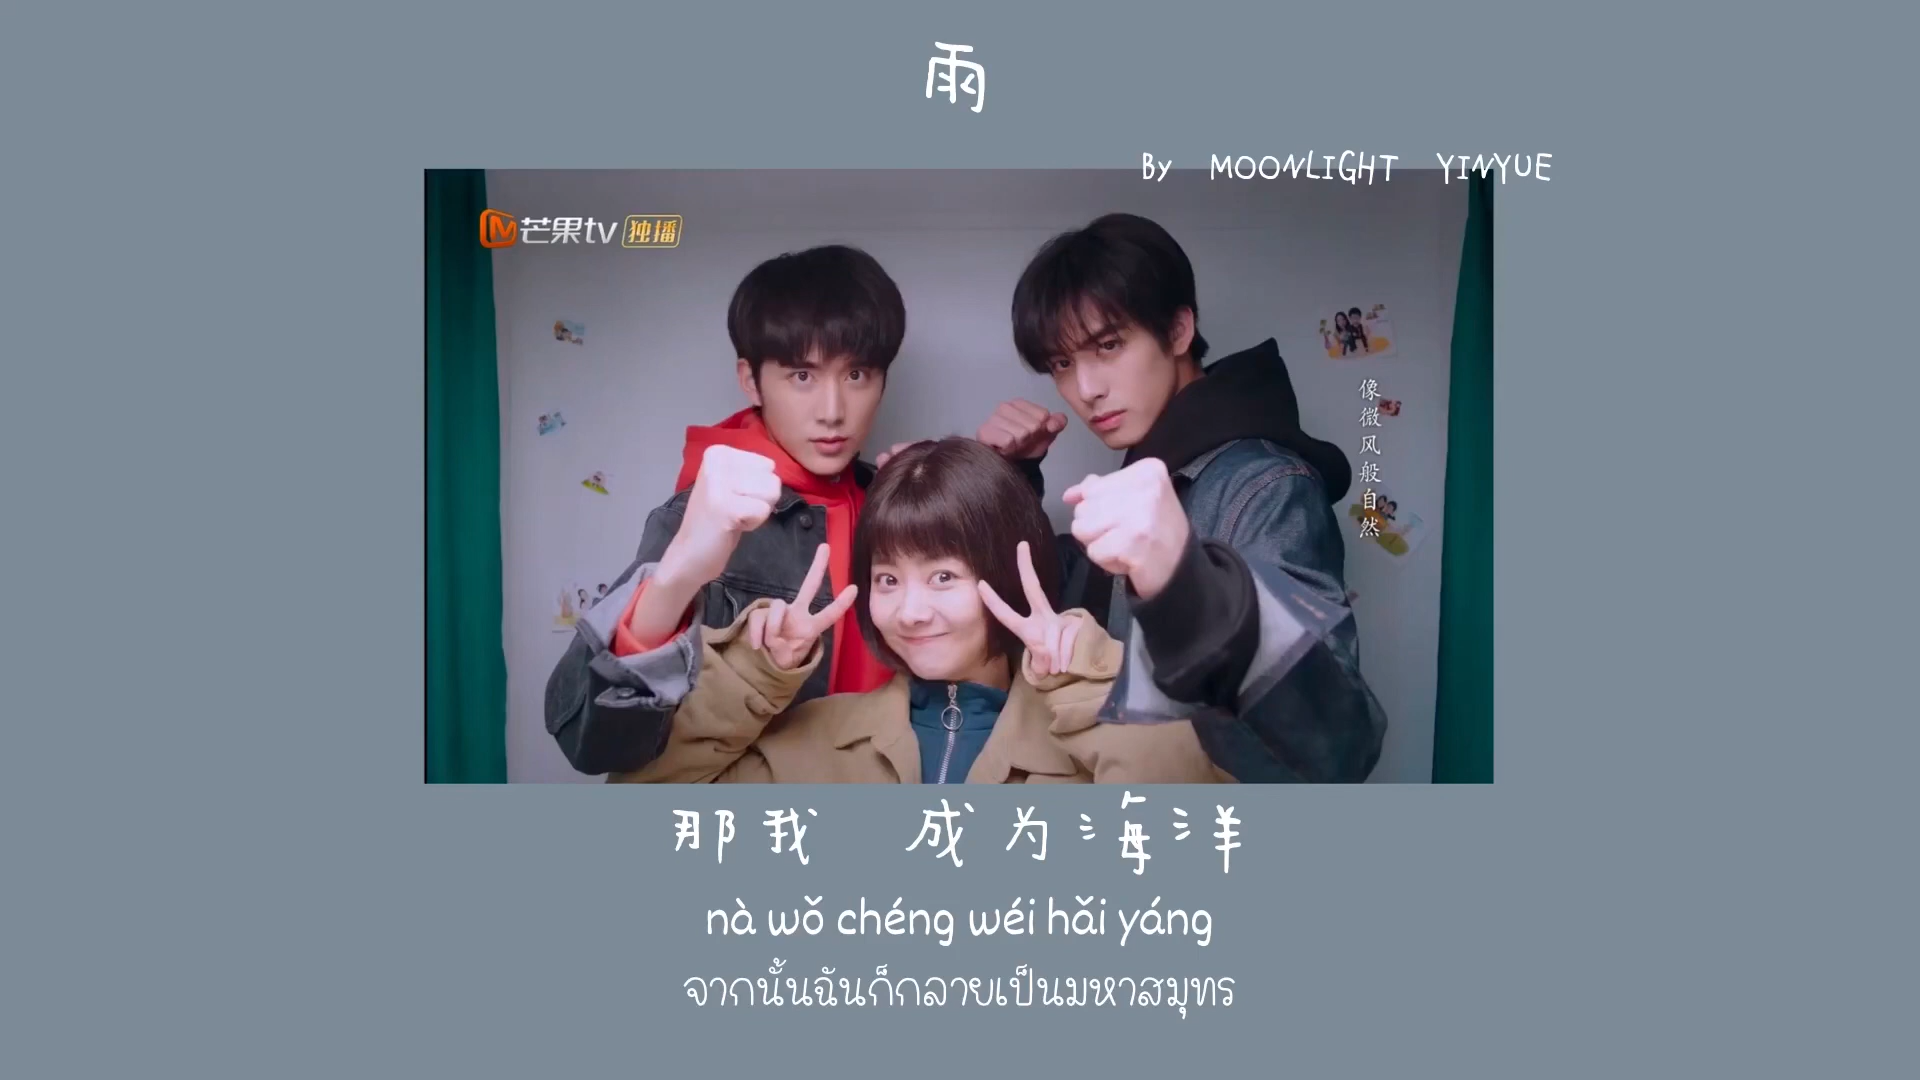 雨
By MOONLIGHT YINYUE
芒果tv 独播
像微风般自然
那我 成为海洋
nà wǒ chéng wéi hǎi yáng
จากนั้นฉันก็กลายเป็นมหาสมุทร